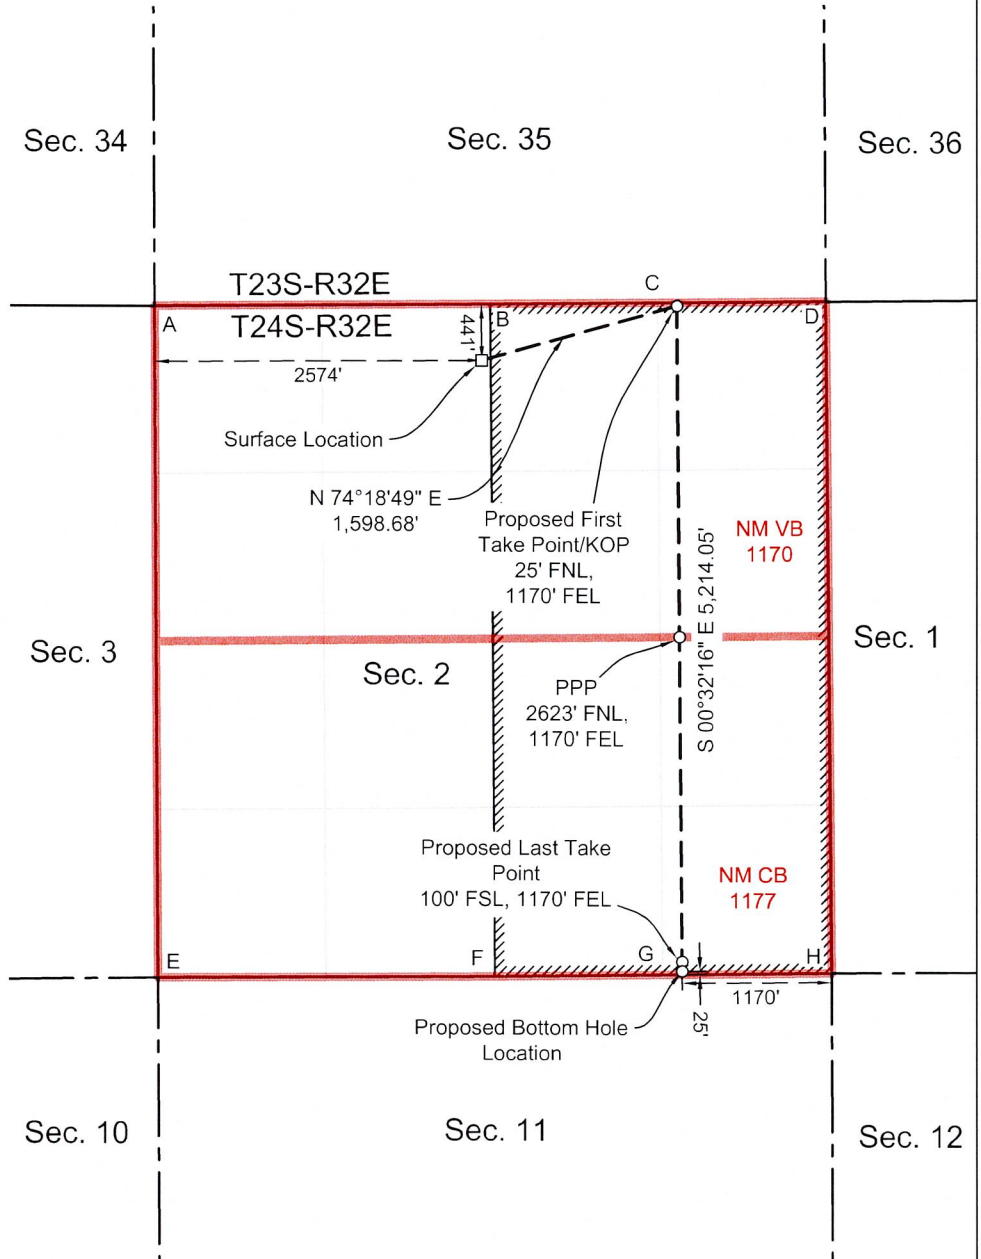 Sec. 34
Sec. 35
Sec. 36
T23S-R32E
C
A
T24S-R32E
441'
B
D
2574'
Surface Location
N 74°18'49" E
1,598.68'
Proposed First
Take Point/KOP
25' FNL,
1170' FEL
NM VB
1170
S 00°32'16" E 5,214.05'
Sec. 3
Sec. 2
Sec. 1
PPP
2623' FNL,
1170' FEL
Proposed Last Take
Point
100' FSL, 1170' FEL
NM CB
1177
E
F
G
H
1170'
25'
Proposed Bottom Hole
Location
Sec. 10
Sec. 11
Sec. 12